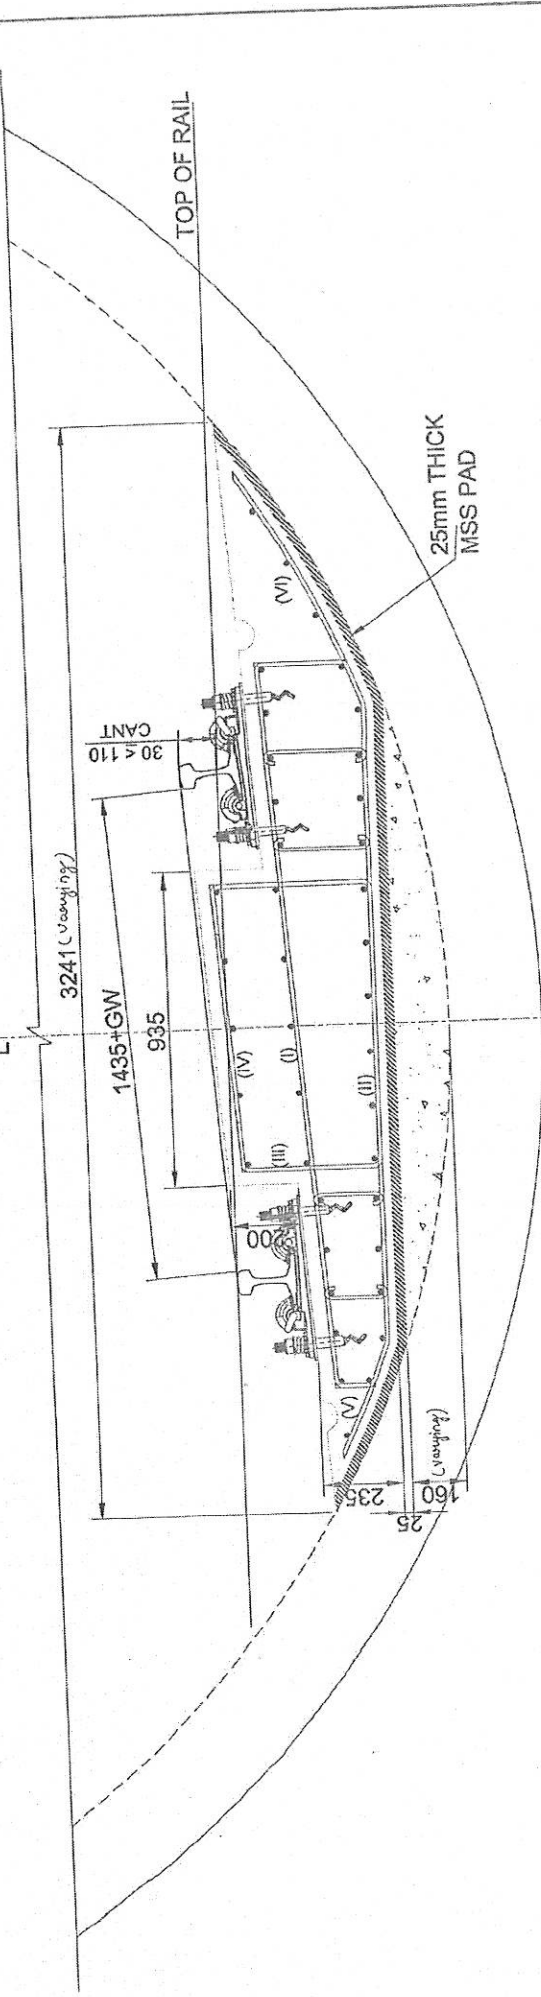 L
3241 (varying)
1435+GW
935
30 ≤ 110
CANT
TOP OF RAIL
200
(IV)
(III)
(I)
(II)
(V)
(VI)
235
25
160
(varying)
25mm THICK
MSS PAD